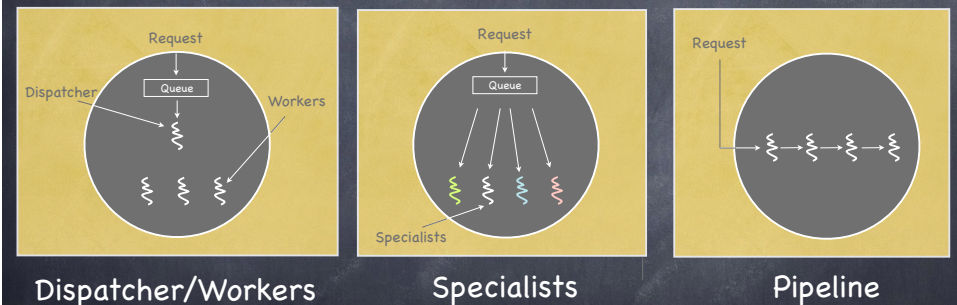 Request
Queue
Dispatcher
Workers
Dispatcher/Workers
Request
Queue
Specialists
Specialists
Request
Pipeline